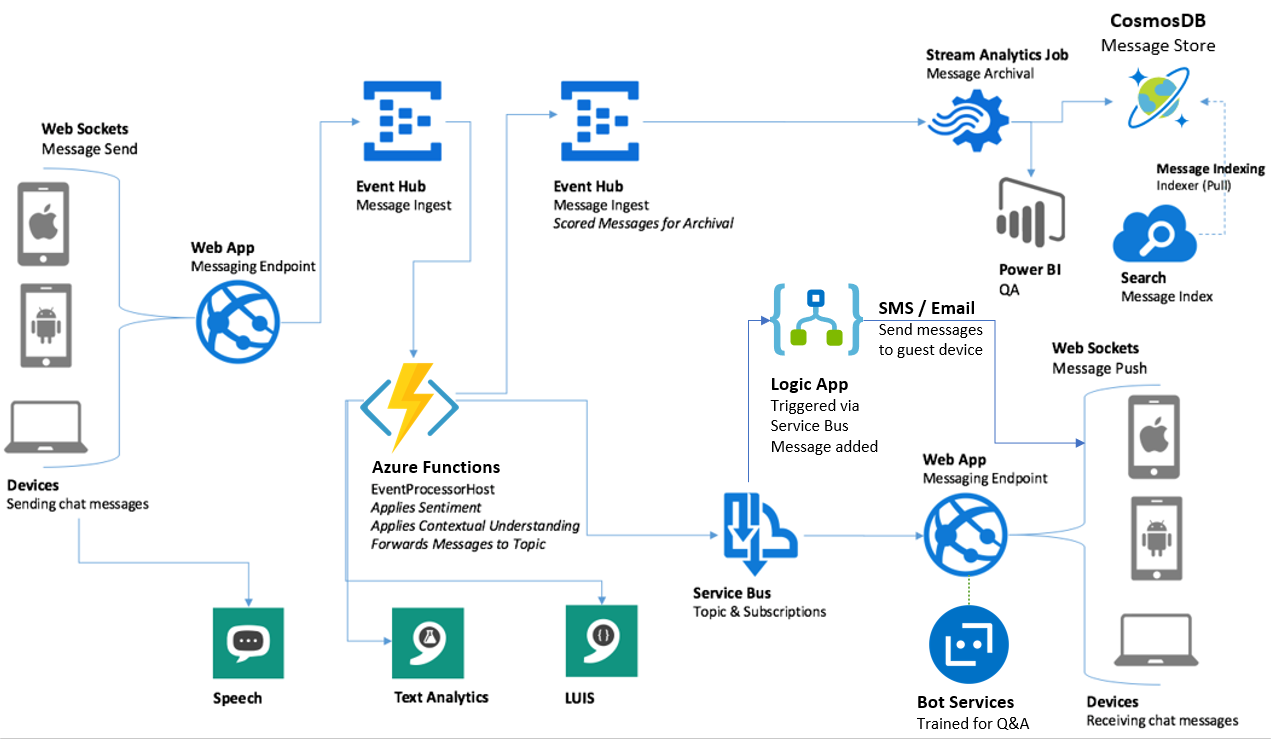 CosmosDB
Message Store
Stream Analytics Job
Message Archival
Web Sockets
Message Send
Event Hub
Message Ingest
Event Hub
Message Ingest
Scored Messages for Archival
Message Indexing
Indexer (Pull)
Web App
Messaging Endpoint
Power BI
QA
Search
Message Index
SMS / Email
Send messages
to guest device
Logic App
Triggered via
Service Bus
Message added
Web Sockets
Message Push
Devices
Sending chat messages
Azure Functions
EventProcessorHost
Applies Sentiment
Applies Contextual Understanding
Forwards Messages to Topic
Web App
Messaging Endpoint
Service Bus
Topic & Subscriptions
Speech
Text Analytics
LUIS
Bot Services
Trained for Q&A
Devices
Receiving chat messages